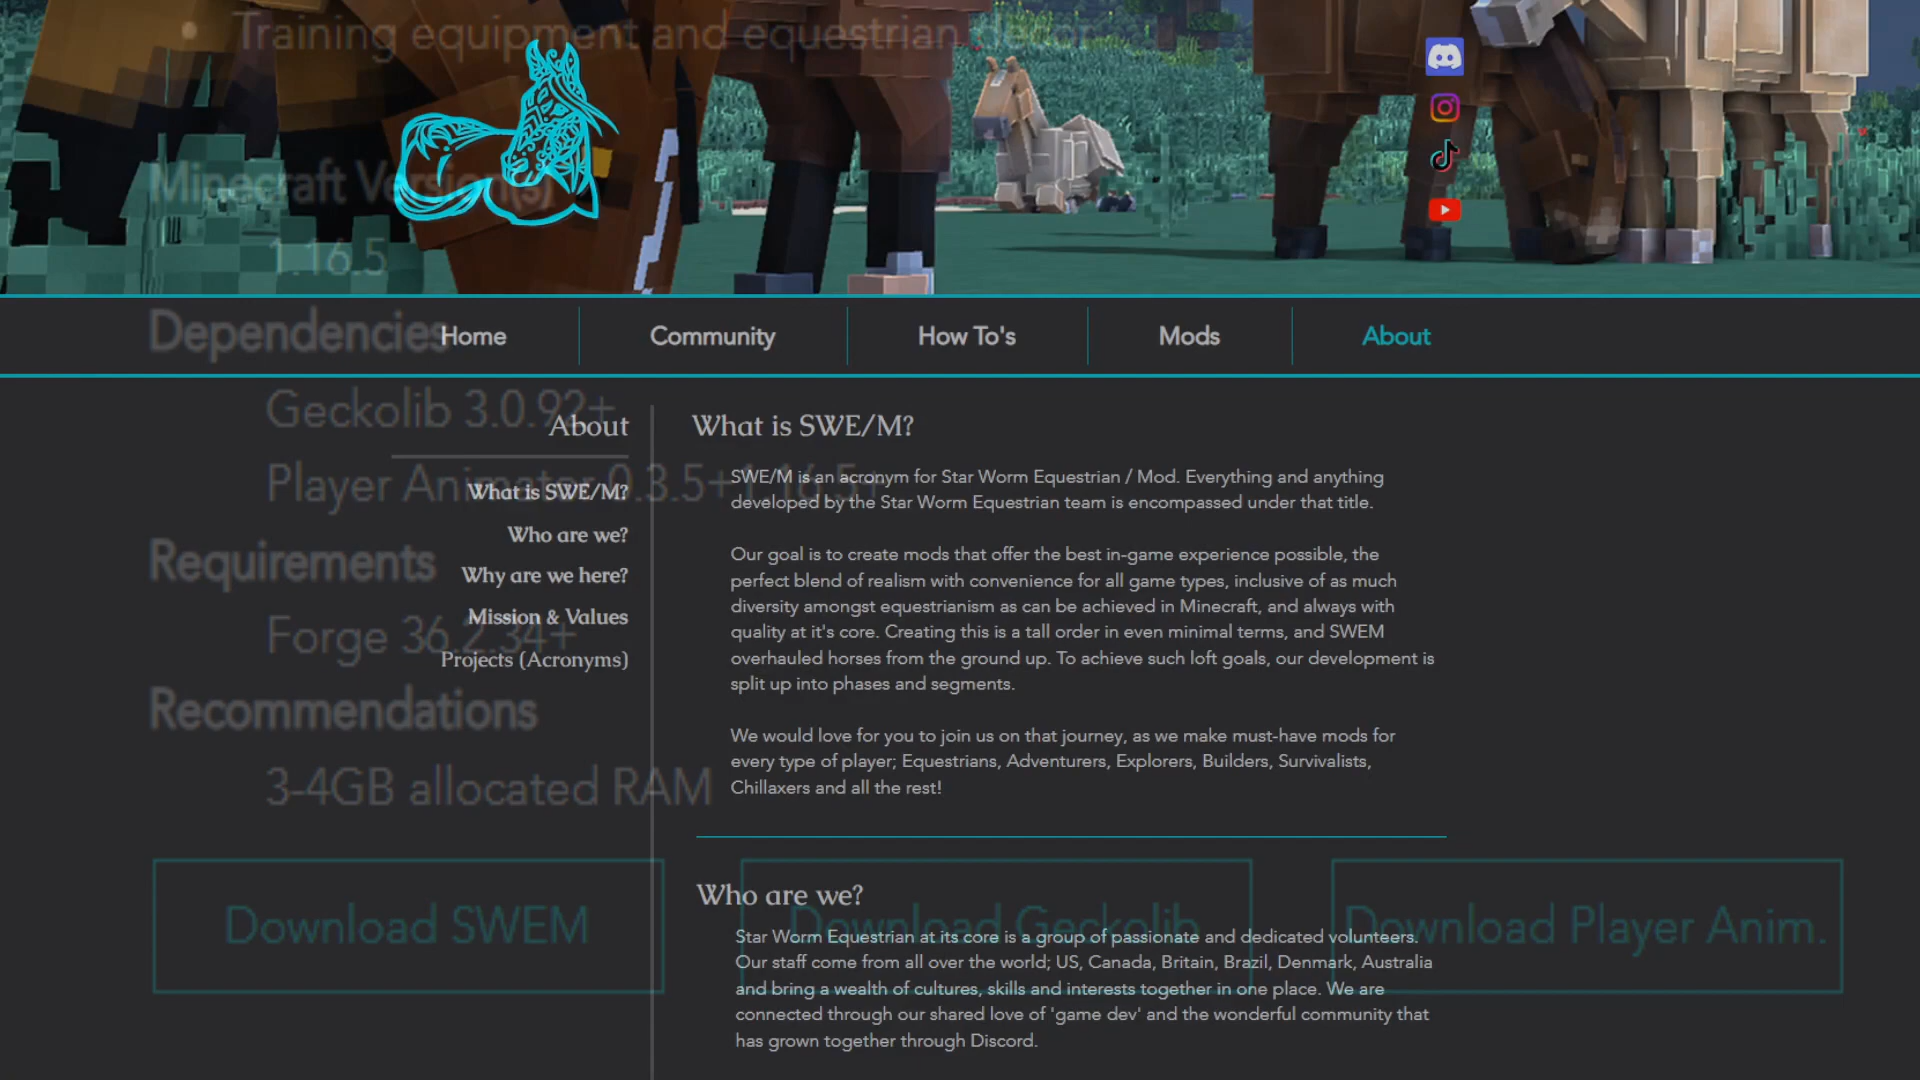 Training equipment and equestrian decor
Minecraft Version(s)
1.16.5
Dependencies
Geckolib 3.0.92+
Player Animator 0.3.5+1.16.5+
Requirements
Forge 36.2.34+
Recommendations
3-4GB allocated RAM
Download SWEM
Download Geckolib
Download Player Anim.
Home
Community
How To's
Mods
About
About
What is SWE/M?
Who are we?
Why are we here?
Mission & Values
Projects (Acronyms)
What is SWE/M?
SWE/M is an acronym for Star Worm Equestrian / Mod. Everything and anything
developed by the Star Worm Equestrian team is encompassed under that title.
Our goal is to create mods that offer the best in-game experience possible, the
perfect blend of realism with convenience for all game types, inclusive of as much
diversity amongst equestrianism as can be achieved in Minecraft, and always with
quality at it's core. Creating this is a tall order in even minimal terms, and SWEM
overhauled horses from the ground up. To achieve such loft goals, our development is
split up into phases and segments.
We would love for you to join us on that journey, as we make must-have mods for
every type of player; Equestrians, Adventurers, Explorers, Builders, Survivalists,
Chillaxers and all the rest!
Who are we?
Star Worm Equestrian at its core is a group of passionate and dedicated volunteers.
Our staff come from all over the world; US, Canada, Britain, Brazil, Denmark, Australia
and bring a wealth of cultures, skills and interests together in one place. We are
connected through our shared love of 'game dev' and the wonderful community that
has grown together through Discord.